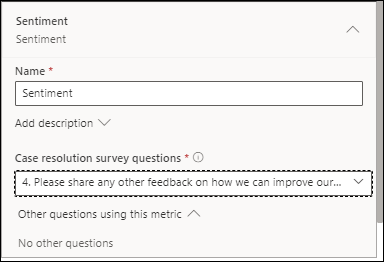 Sentiment
Sentiment
Name *
Sentiment
Add description
Case resolution survey questions *
4. Please share any other feedback on how we can improve our...
Other questions using this metric
No other questions